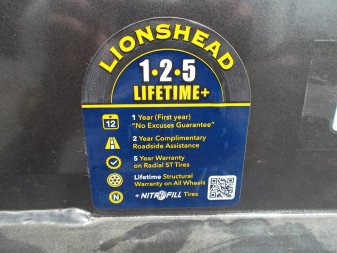 LIONSHEAD
1·2·5
LIFETIME+
12
1 Year (First year)
"No Excuses Guarantee"
2 Year Complimentary
Roadside Assistance
5 Year Warranty
on Radial ST Tires
Lifetime Structural
Warranty on All Wheels
N
+ NITROFILL Tires